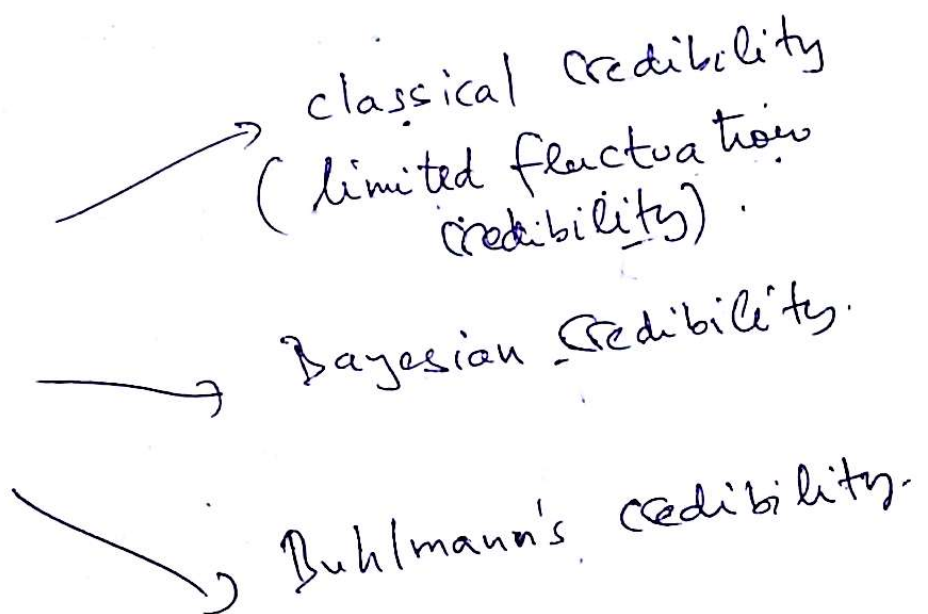 classical credibility
(limited fluctuation
credibility).
Bayesian credibility.
Buhlmann's credibility.